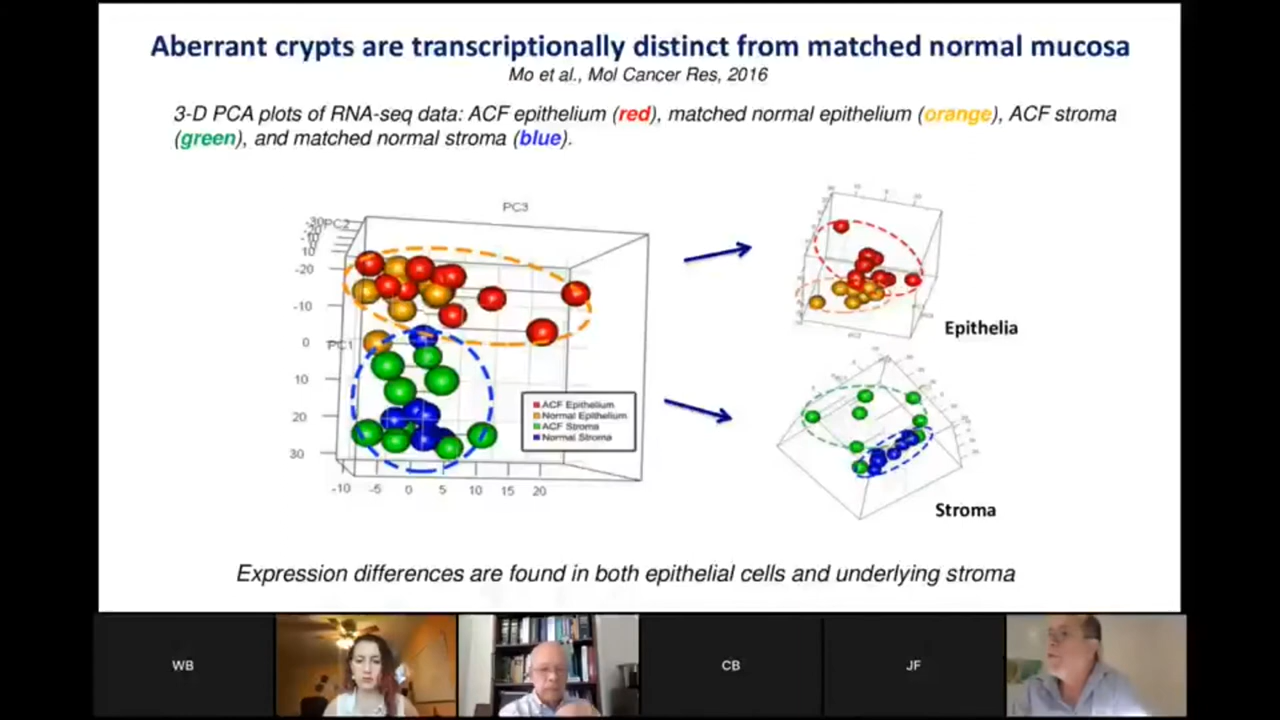 Aberrant crypts are transcriptionally distinct from matched normal mucosa
Mo et al., Mol Cancer Res, 2016
3-D PCA plots of RNA-seq data: ACF epithelium (red), matched normal epithelium (orange), ACF stroma
(green), and matched normal stroma (blue).
PC3
PC2
-20
-10
0
PC1
10
20
30
-10 -5 0 5 10 15 20
ACF Epithelium
Normal Epithelium
ACF Stroma
Normal Stroma
Epithelia
Stroma
Expression differences are found in both epithelial cells and underlying stroma
WB
CB
JF